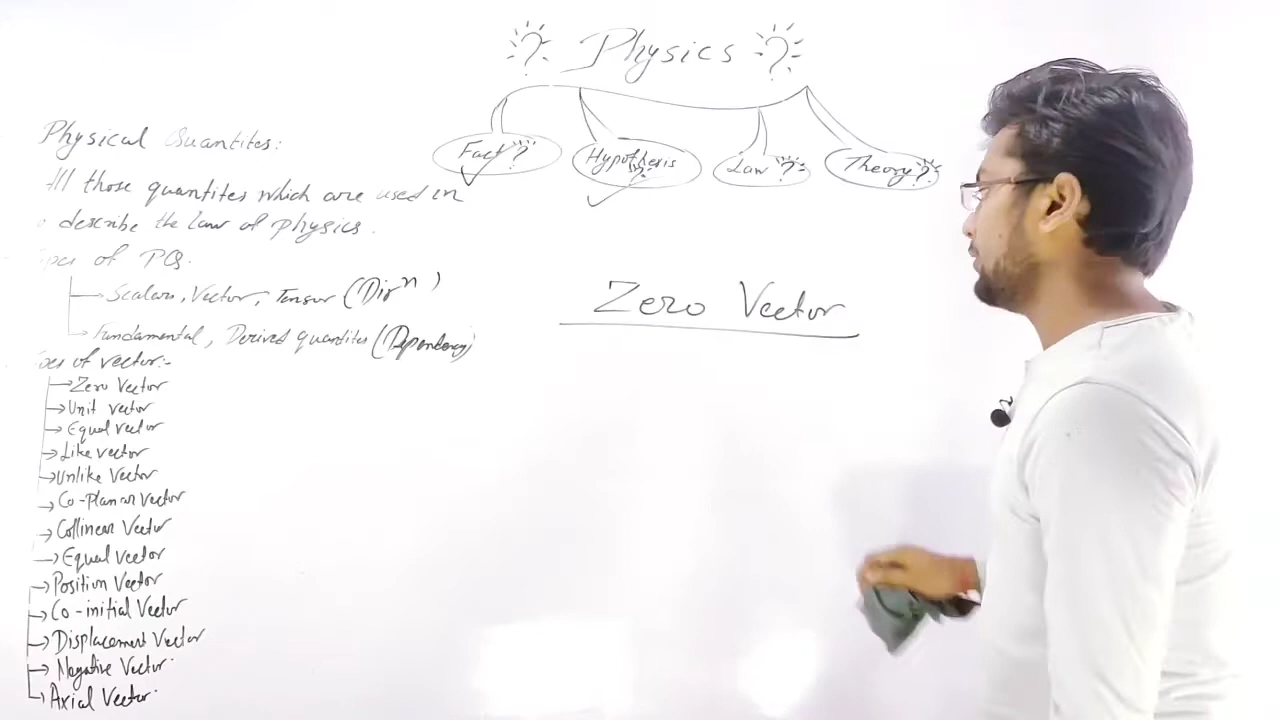 ? Physics ?
Fact?
Hypothesis ?
Law ?
Theory?
Physical Quantites:
All those quantites which are used in
o describe the law of physics.
pes of PQ.
Scalars, Vector, Tensor (Dirⁿ)
Fundamental, Derived quantites (Dependency)
pes of vector:-
Zero Vector
Unit vector
Equal vector
Like vector
Unlike Vector
Co-Planar Vector
Collinear Vector
Equal vector
Position Vector
Co-initial Vector
Displacement Vector
Negative Vector
Axial Vector
Zero Vector